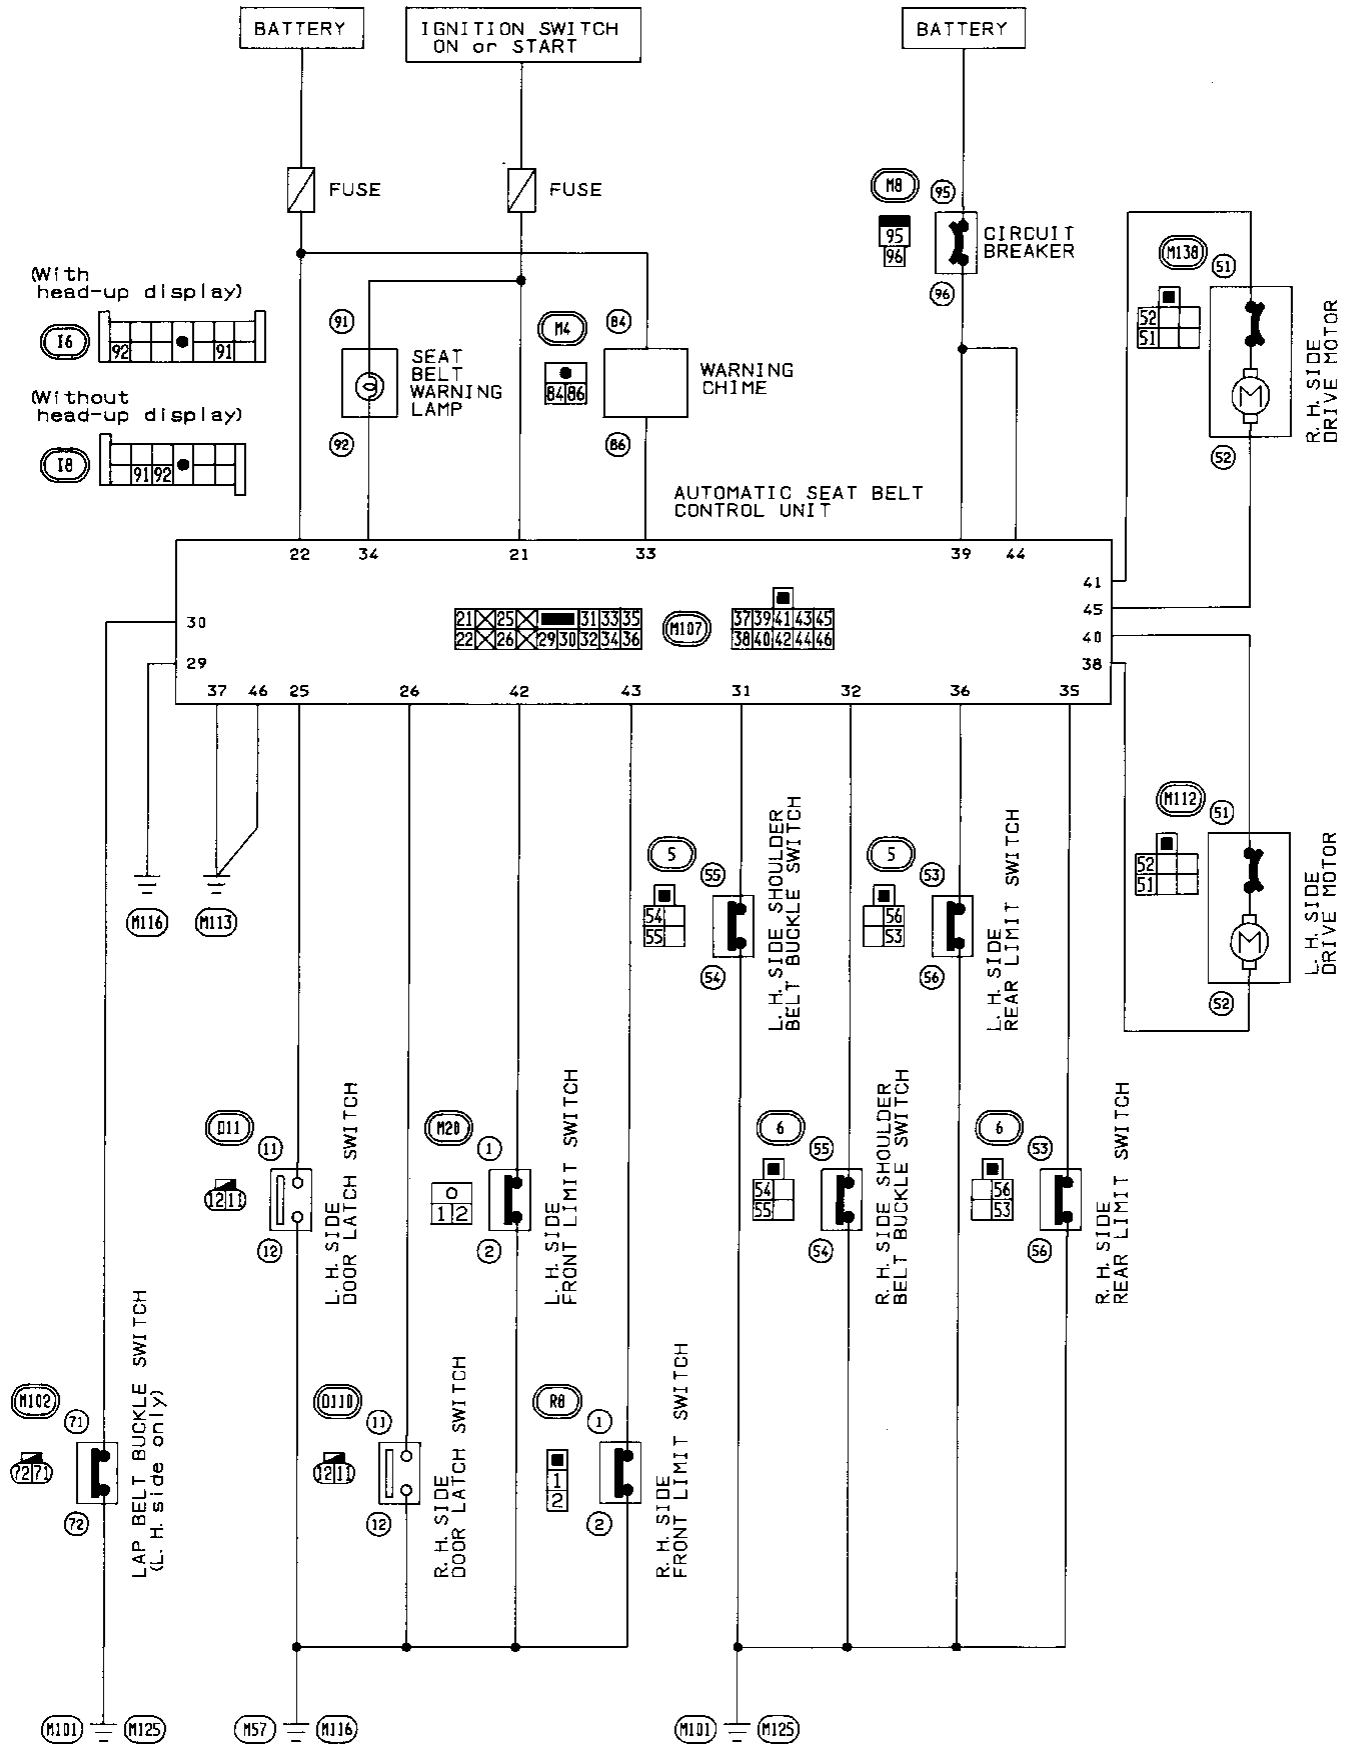 BATTERY
IGNITION SWITCH
ON or START
BATTERY
FUSE
FUSE
M8
95
95
96
CIRCUIT
BREAKER
96
M138
51
52
51
R.H. SIDE
DRIVE MOTOR
52
(With
head-up display)
I6
92
91
(Without
head-up display)
I8
91 92
91
SEAT
BELT
WARNING
LAMP
92
M4
84 86
84
WARNING
CHIME
86
AUTOMATIC SEAT BELT
CONTROL UNIT
22
34
21
33
39
44
41
45
40
38
30
29
21 25 31 33 35
22 26 29 30 32 34 36
M107
37 39 41 43 45
38 40 42 44 46
37
46
25
26
42
43
31
32
36
35
M116
M113
5
55
54
55
54
L.H. SIDE SHOULDER
BELT BUCKLE SWITCH
5
53
56
53
56
L.H. SIDE
REAR LIMIT SWITCH
M112
51
52
51
L.H. SIDE
DRIVE MOTOR
52
D11
11
12 11
12
L.H. SIDE
DOOR LATCH SWITCH
M20
1
1 2
2
L.H. SIDE
FRONT LIMIT SWITCH
6
55
54
55
54
R.H. SIDE SHOULDER
BELT BUCKLE SWITCH
6
53
56
53
56
R.H. SIDE
REAR LIMIT SWITCH
M102
71
72 71
72
LAP BELT BUCKLE SWITCH
(L.H. side only)
D110
11
12 11
12
R.H. SIDE
DOOR LATCH SWITCH
R8
1
1
2
2
R.H. SIDE
FRONT LIMIT SWITCH
M101
M125
M57
M116
M101
M125